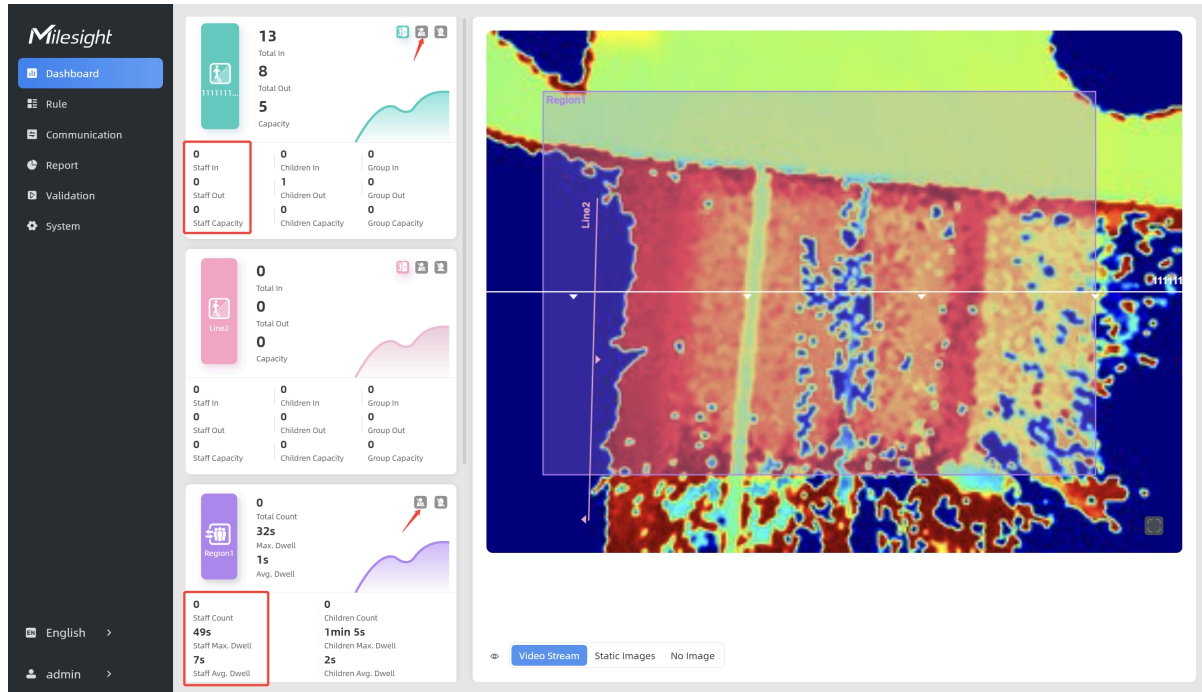 Milesight
Dashboard
Rule
Communication
Report
Validation
System
EN English >
admin >
1111111...
13
Total In
8
Total Out
5
Capacity
0
Staff In
0
Staff Out
0
Staff Capacity
0
Children In
1
Children Out
0
Children Capacity
0
Group In
0
Group Out
0
Group Capacity
Line2
0
Total In
0
Total Out
0
Capacity
0
Staff In
0
Staff Out
0
Staff Capacity
0
Children In
0
Children Out
0
Children Capacity
0
Group In
0
Group Out
0
Group Capacity
Region1
0
Total Count
32s
Max. Dwell
1s
Avg. Dwell
0
Staff Count
49s
Staff Max. Dwell
7s
Staff Avg. Dwell
0
Children Count
1min 5s
Children Max. Dwell
2s
Children Avg. Dwell
Region1
Line2
111111
Video Stream
Static Images
No Image